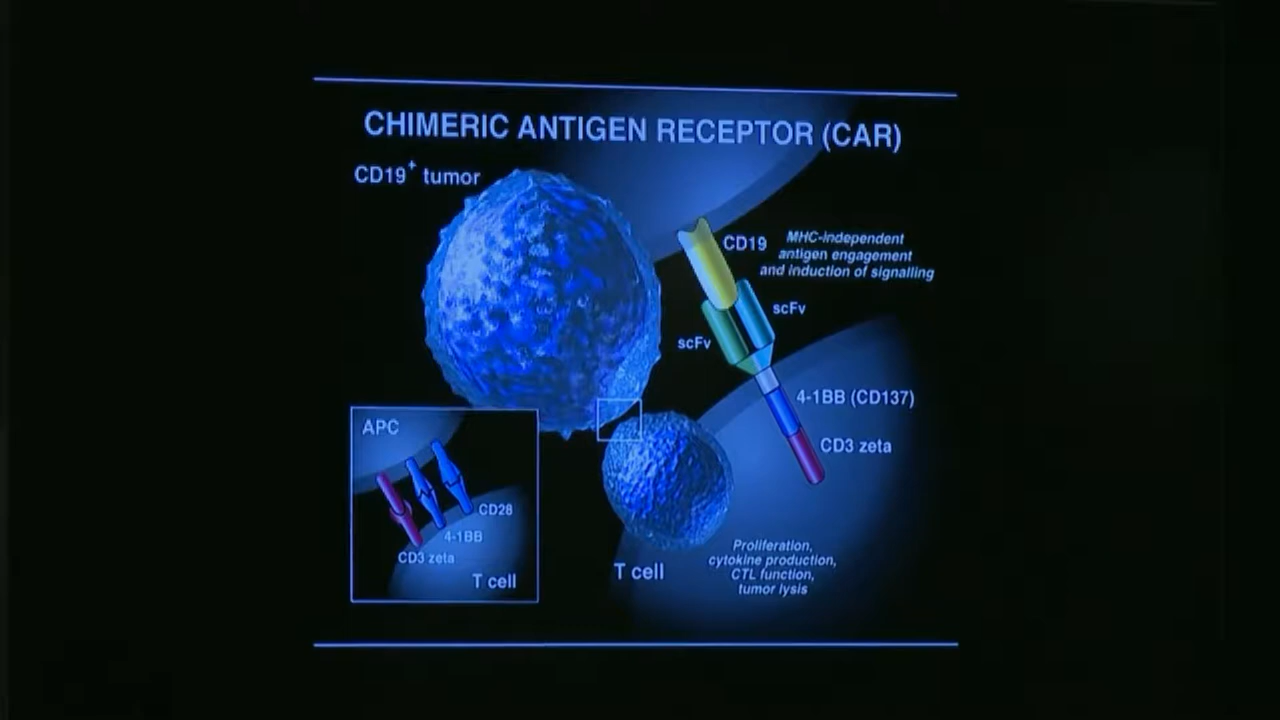 CHIMERIC ANTIGEN RECEPTOR (CAR)
CD19+ tumor
CD19
MHC-independent
antigen engagement
and induction of signalling
scFv
scFv
4-1BB (CD137)
CD3 zeta
APC
CD28
4-1BB
CD3 zeta
T cell
T cell
Proliferation,
cytokine production,
CTL function,
tumor lysis